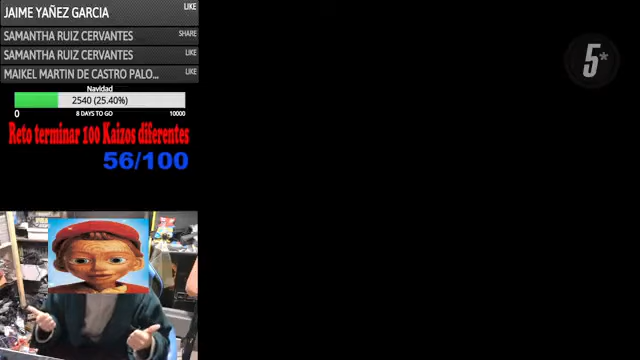 JAIME YAÑEZ GARCIA LIKE
SAMANTHA RUIZ CERVANTES SHARE
SAMANTHA RUIZ CERVANTES LIKE
MAIKEL MARTIN DE CASTRO PALO... LIKE
Navidad
2540 (25.40%)
0 8 DAYS TO GO 10000
Reto terminar 100 Kaizos diferentes
56/100
5*